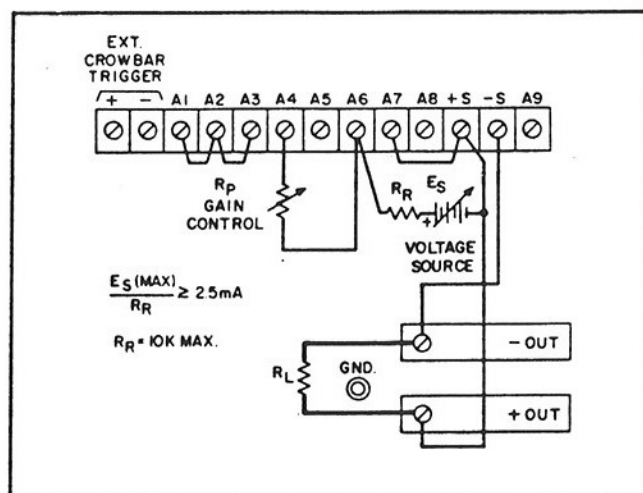 EXT.
CROWBAR
TRIGGER
+ - A1 A2 A3 A4 A5 A6 A7 A8 +S -S A9
RP
GAIN
CONTROL
RR
ES
+
VOLTAGE
SOURCE
ES (MAX)
RR
≥ 2.5mA
RR = 10K MAX.
RL
GND.
- OUT
+ OUT